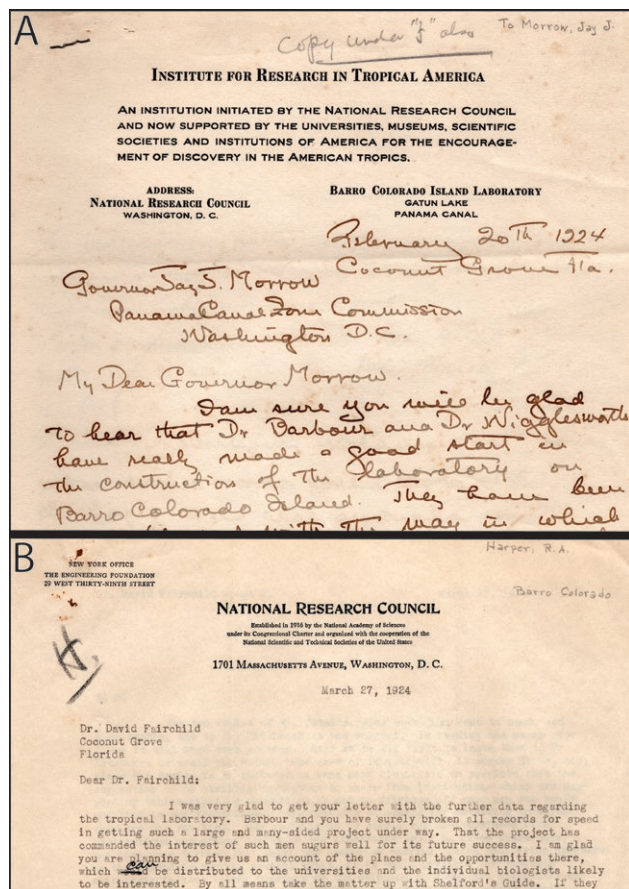 A
Copy under "J" also
To Morrow, Jay J.
INSTITUTE FOR RESEARCH IN TROPICAL AMERICA
AN INSTITUTION INITIATED BY THE NATIONAL RESEARCH COUNCIL
AND NOW SUPPORTED BY THE UNIVERSITIES, MUSEUMS, SCIENTIFIC
SOCIETIES AND INSTITUTIONS OF AMERICA FOR THE ENCOURAGE-
MENT OF DISCOVERY IN THE AMERICAN TROPICS.
ADDRESS:
NATIONAL RESEARCH COUNCIL
WASHINGTON, D. C.
BARRO COLORADO ISLAND LABORATORY
GATUN LAKE
PANAMA CANAL
February 20th 1924
Coconut Grove Fla.
Governor Jay J. Morrow
Panama Canal Zone Commission
Washington D.C.
My Dear Governor Morrow.
I am sure you will be glad
to hear that Dr Barbour and Dr Wigglesworth
have really made a good start in
the construction of the laboratory on
Barro Colorado Island. They have been
with the way in which
B
Harper, R. A.
Barro Colorado
NEW YORK OFFICE
THE ENGINEERING FOUNDATION
29 WEST THIRTY-NINTH STREET
H.
NATIONAL RESEARCH COUNCIL
Established in 1916 by the National Academy of Sciences
under its Congressional Charter and organized with the cooperation of the
National Scientific and Technical Societies of the United States
1701 MASSACHUSETTS AVENUE, WASHINGTON, D. C.
March 27, 1924
Dr. David Fairchild
Coconut Grove
Florida
Dear Dr. Fairchild:
I was very glad to get your letter with the further data regarding
the tropical laboratory. Barbour and you have surely broken all records for speed
in getting such a large and many-sided project under way. That the project has
commanded the interest of such men augurs well for its future success. I am glad
you are planning to give us an account of the place and the opportunities there,
which can be distributed to the universities and the individual biologists likely
to be interested. By all means take the matter up with Shelford's Guide. If they